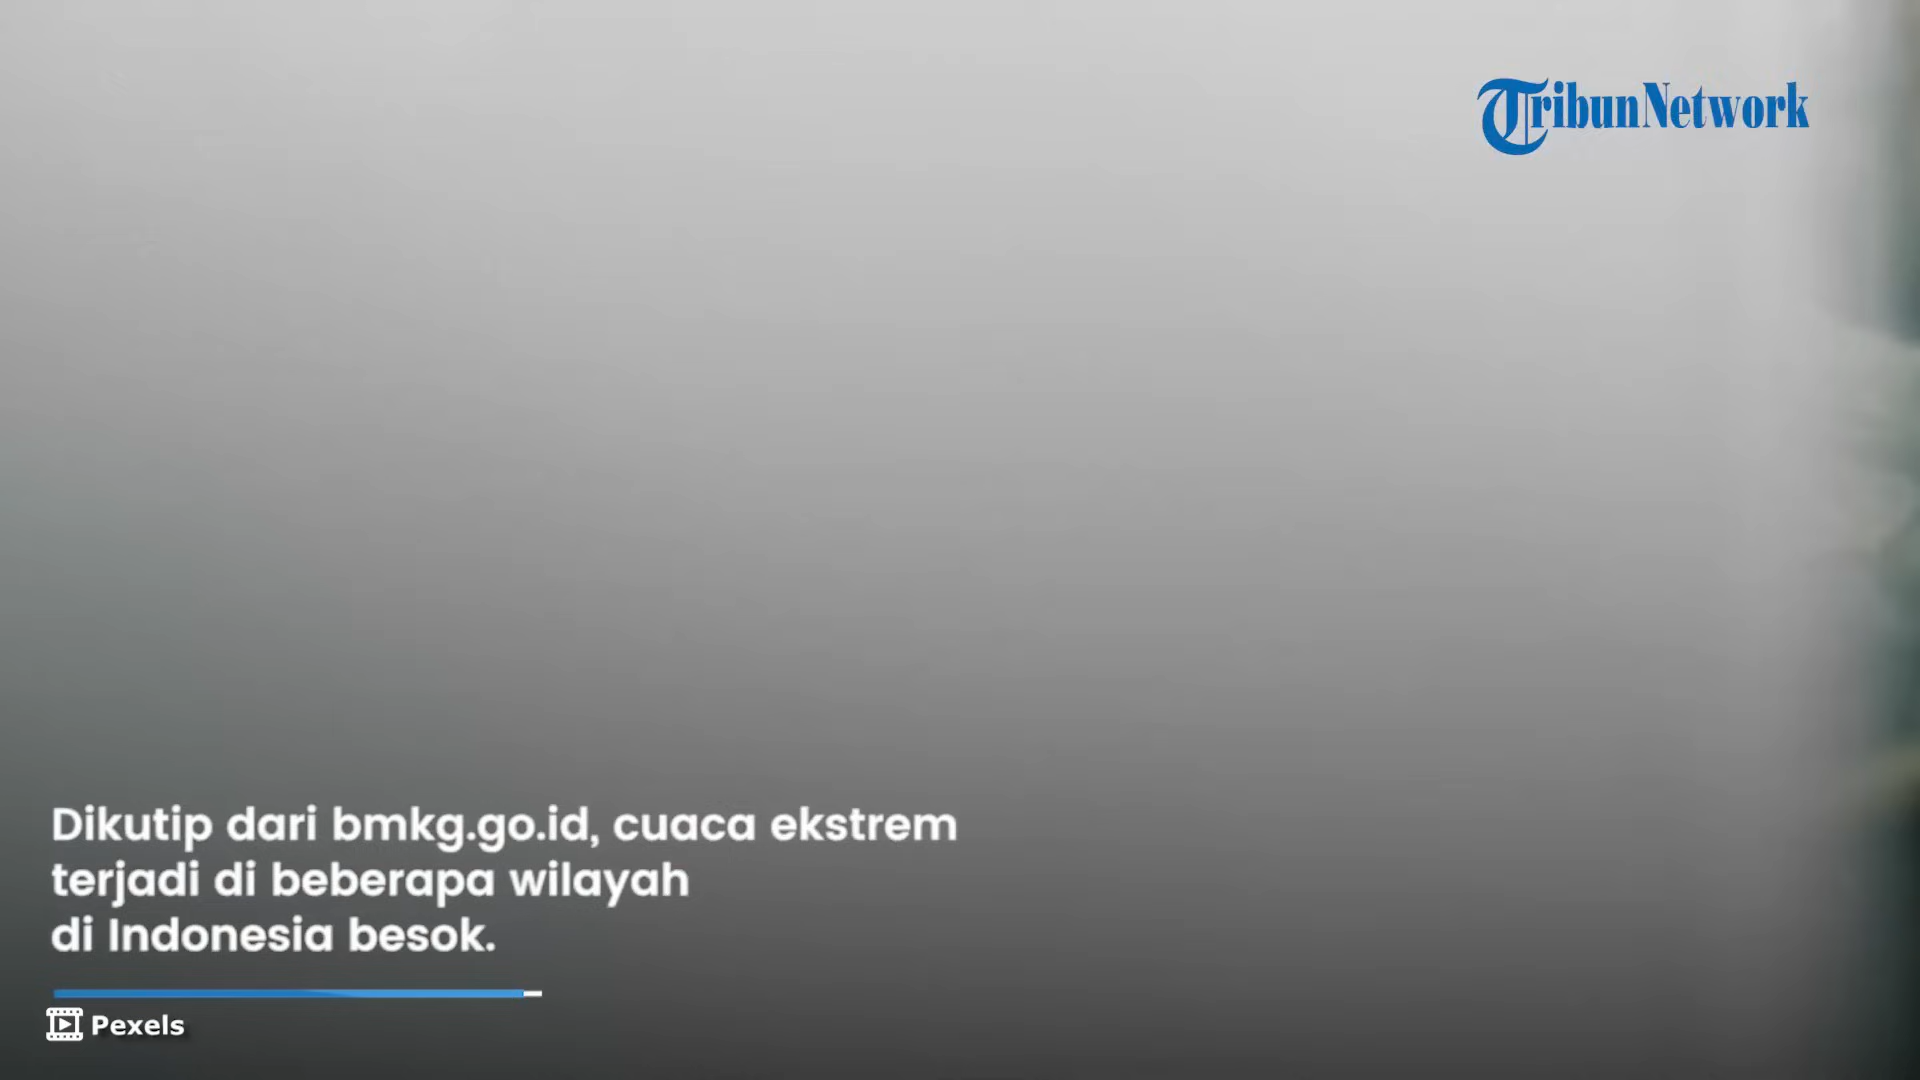 TribunNetwork
Dikutip dari bmkg.go.id, cuaca ekstrem
terjadi di beberapa wilayah
di Indonesia besok.
Pexels